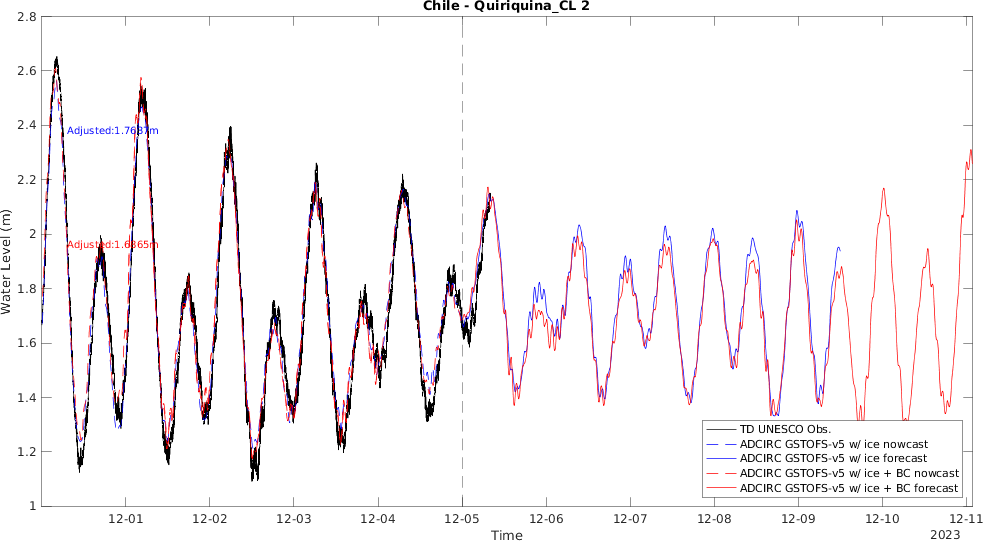 Chile - Quiriquina_CL 2
2.8
2.6
2.4
2.2
2
1.8
1.6
1.4
1.2
1
Water Level (m)
Adjusted:1.7687m
Adjusted:1.6865m
TD UNESCO Obs.
ADCIRC GSTOFS-v5 w/ ice nowcast
ADCIRC GSTOFS-v5 w/ ice forecast
ADCIRC GSTOFS-v5 w/ ice + BC nowcast
ADCIRC GSTOFS-v5 w/ ice + BC forecast
12-01 12-02 12-03 12-04 12-05 12-06 12-07 12-08 12-09 12-10 12-11
Time
2023